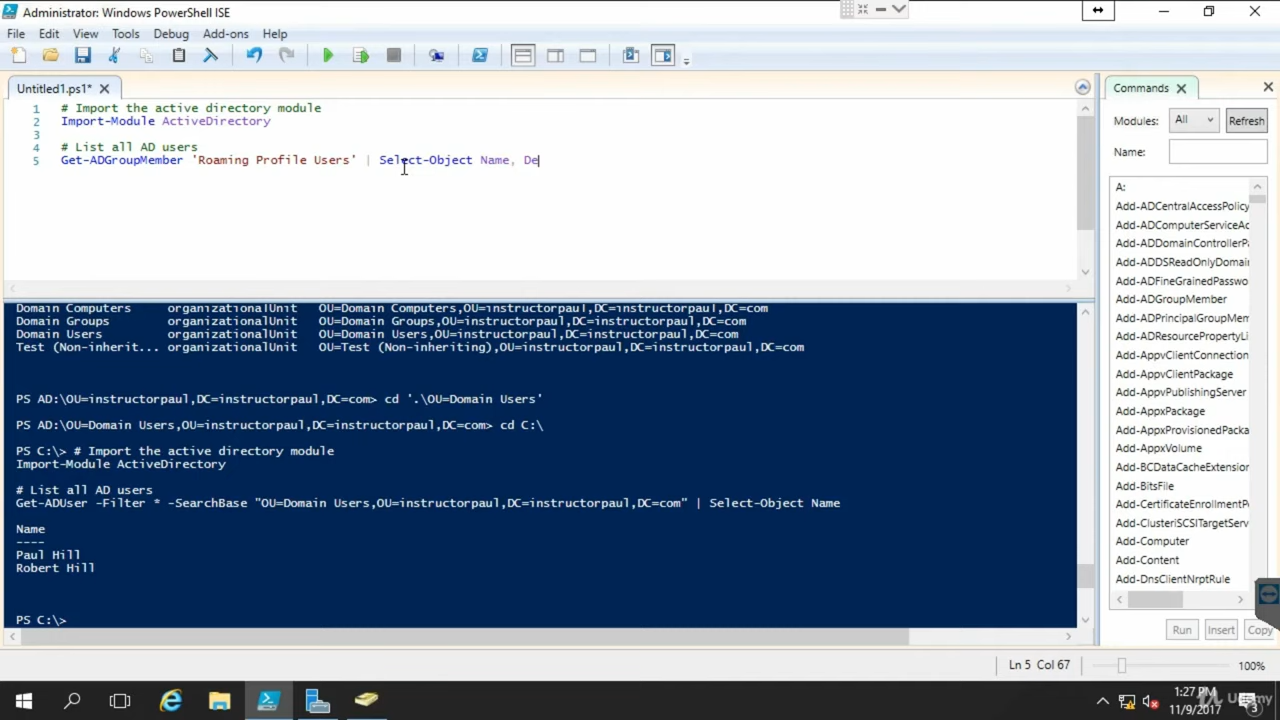 Administrator: Windows PowerShell ISE
File Edit View Tools Debug Add-ons Help
Untitled1.ps1*
1 # Import the active directory module
2 Import-Module ActiveDirectory
3
4 # List all AD users
5 Get-ADGroupMember 'Roaming Profile Users' | Select-Object Name, De
Domain Computers organizationalUnit OU=Domain Computers,OU=instructorpaul,DC=instructorpaul,DC=com
Domain Groups organizationalUnit OU=Domain Groups,OU=instructorpaul,DC=instructorpaul,DC=com
Domain Users organizationalUnit OU=Domain Users,OU=instructorpaul,DC=instructorpaul,DC=com
Test (Non-inherit... organizationalUnit OU=Test (Non-inheriting),OU=instructorpaul,DC=instructorpaul,DC=com
PS AD:\OU=instructorpaul,DC=instructorpaul,DC=com> cd '.\OU=Domain Users'
PS AD:\OU=Domain Users,OU=instructorpaul,DC=instructorpaul,DC=com> cd C:\
PS C:\> # Import the active directory module
Import-Module ActiveDirectory
# List all AD users
Get-ADUser -Filter * -SearchBase "OU=Domain Users,OU=instructorpaul,DC=instructorpaul,DC=com" | Select-Object Name
Name
----
Paul Hill
Robert Hill
PS C:\>
Commands
Modules: All Refresh
Name:
A:
Add-ADCentralAccessPolicy
Add-ADComputerServiceAc
Add-ADDomainControllerPa
Add-ADDSReadOnlyDomai
Add-ADFineGrainedPasswo
Add-ADGroupMember
Add-ADPrincipalGroupMem
Add-ADResourcePropertyLi
Add-AppvClientConnection
Add-AppvClientPackage
Add-AppvPublishingServer
Add-AppxPackage
Add-AppxProvisionedPacka
Add-AppxVolume
Add-BCDataCacheExtension
Add-BitsFile
Add-CertificateEnrollmentP
Add-ClusteriSCSITargetServ
Add-Computer
Add-Content
Add-DnsClientNrptRule
Run Insert Copy
Ln 5 Col 67 100%
1:27 PM
11/9/2017
Udemy
3